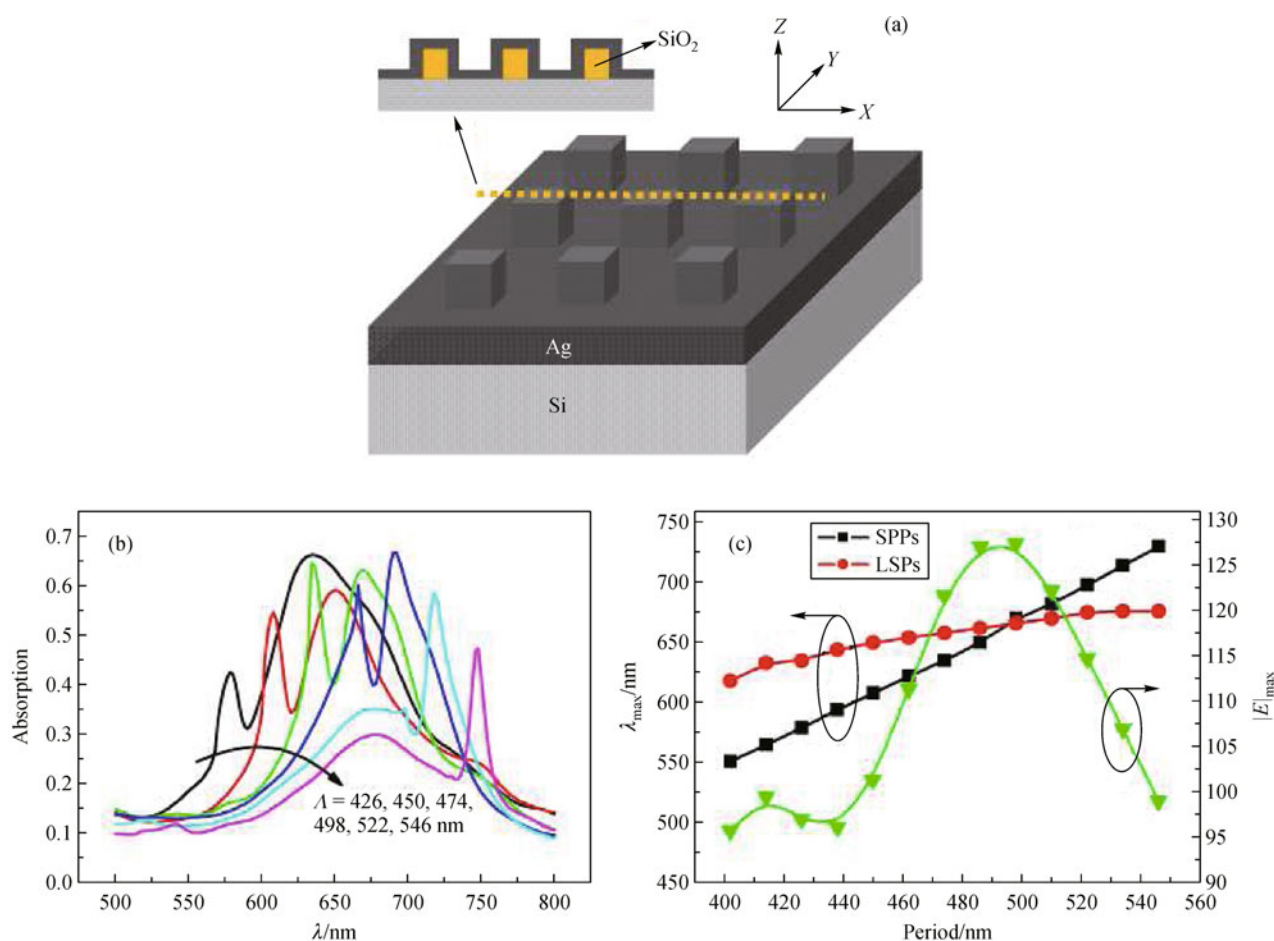 (a)
SiO₂
Z
Y
X
Ag
Si
(b)
Absorption
0.7
0.6
0.5
0.4
0.3
0.2
0.1
0.0
Λ = 426, 450, 474,
498, 522, 546 nm
500 550 600 650 700 750 800
λ/nm
(c)
SPPs
LSPs
λmax/nm
750
700
650
600
550
500
450
|E|max
130
125
120
115
110
105
100
95
90
400 420 440 460 480 500 520 540 560
Period/nm